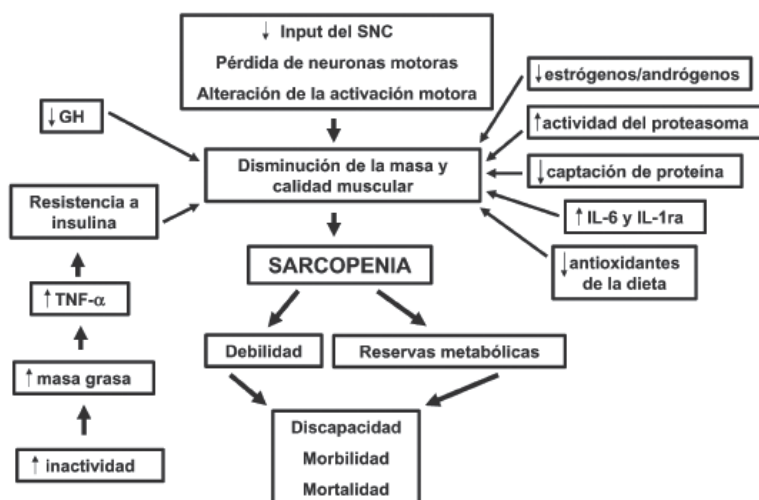 ↓ Input del SNC
Pérdida de neuronas motoras
Alteración de la activación motora
↓ GH
↓estrógenos/andrógenos
↑actividad del proteasoma
↓captación de proteína
↑ IL-6 y IL-1ra
↓antioxidantes
de la dieta
Disminución de la masa y
calidad muscular
Resistencia a
insulina
↑ TNF-α
↑ masa grasa
↑ inactividad
SARCOPENIA
Debilidad
Reservas metabólicas
Discapacidad
Morbilidad
Mortalidad